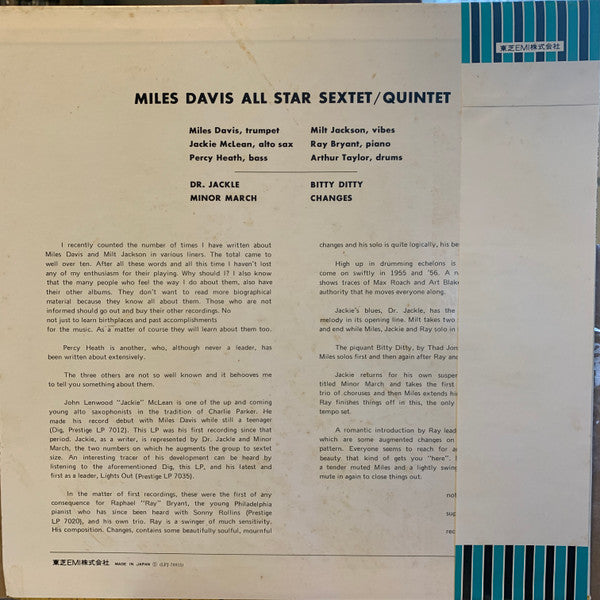 東芝EMI株式会社
MILES DAVIS ALL STAR SEXTET/QUINTET
Miles Davis, trumpet
Jackie McLean, alto sax
Percy Heath, bass
Milt Jackson, vibes
Ray Bryant, piano
Arthur Taylor, drums
DR. JACKLE
MINOR MARCH
BITTY DITTY
CHANGES
I recently counted the number of times I have written about
Miles Davis and Milt Jackson in various liners. The total came to
well over ten. After all these words and all this time I haven't lost
any of my enthusiasm for their playing. Why should I? I also know
that the many people who feel the way I do about them, also have
their other albums. They don't want to read more biographical
material because they know all about them. Those who are not
informed should go out and buy their other recordings. No
not just to learn birthplaces and past accomplishments
for the music. As a matter of course they will learn about them too.
Percy Heath is another, who, although never a leader, has
been written about extensively.
The three others are not so well known and it behooves me
to tell you something about them.
John Lenwood "Jackie" McLean is one of the up and coming
young alto saxophonists in the tradition of Charlie Parker. He
made his record debut with Miles Davis while still a teenager
(Dig, Prestige LP 7012). This LP was his first recording since that
period. Jackie, as a writer, is represented by Dr. Jackle and Minor
March, the two numbers on which he augments the group to sextet
size. An interesting tracer of his development can be heard by
listening to the aforementioned Dig, this LP, and his latest and
first as a leader, Lights Out (Prestige LP 7035).
In the matter of first recordings, these were the first of any
consequence for Raphael "Ray" Bryant, the young Philadelphia
pianist who has since been heard with Sonny Rollins (Prestige
LP 7020), and his own trio. Ray is a swinger of much sensitivity.
His composition, Changes, contains some beautifully soulful, mournful
changes and his solo is quite logically, his be
High up in drumming echelons is
come on swiftly in 1955 and '56. A n
shows traces of Max Roach and Art Blake
authority that he moves everyone along.
Jackie's blues, Dr. Jackle, has the
melody in its opening line. Milt takes two
and end while Miles, Jackie and Ray solo in
The piquant Bitty Ditty, by Thad Jon
Miles solos first and then again after Ray and
Jackie returns for his own suspen
titled Minor March and takes the first
trio of choruses and then Miles extends his
Ray finishes things off in this, the only
tempo set.
A romantic introduction by Ray lead
which are some augmented changes on
pattern. Everyone seems to reach for a
beauty that kind of gets you "here".
a tender muted Miles and a lightly swing
mute in again to close things out.
not
sup
rec
東芝EMI株式会社 MADE IN JAPAN